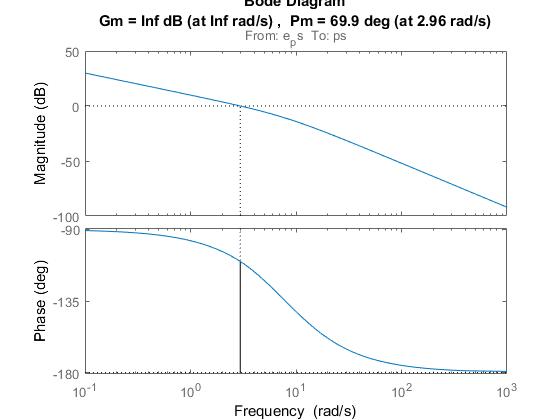 Bode Diagram
Gm = Inf dB (at Inf rad/s) , Pm = 69.9 deg (at 2.96 rad/s)
From: e_ps To: ps
50
0
-50
-100
Magnitude (dB)
-90
-135
-180
Phase (deg)
10^-1
10^0
10^1
10^2
10^3
Frequency (rad/s)